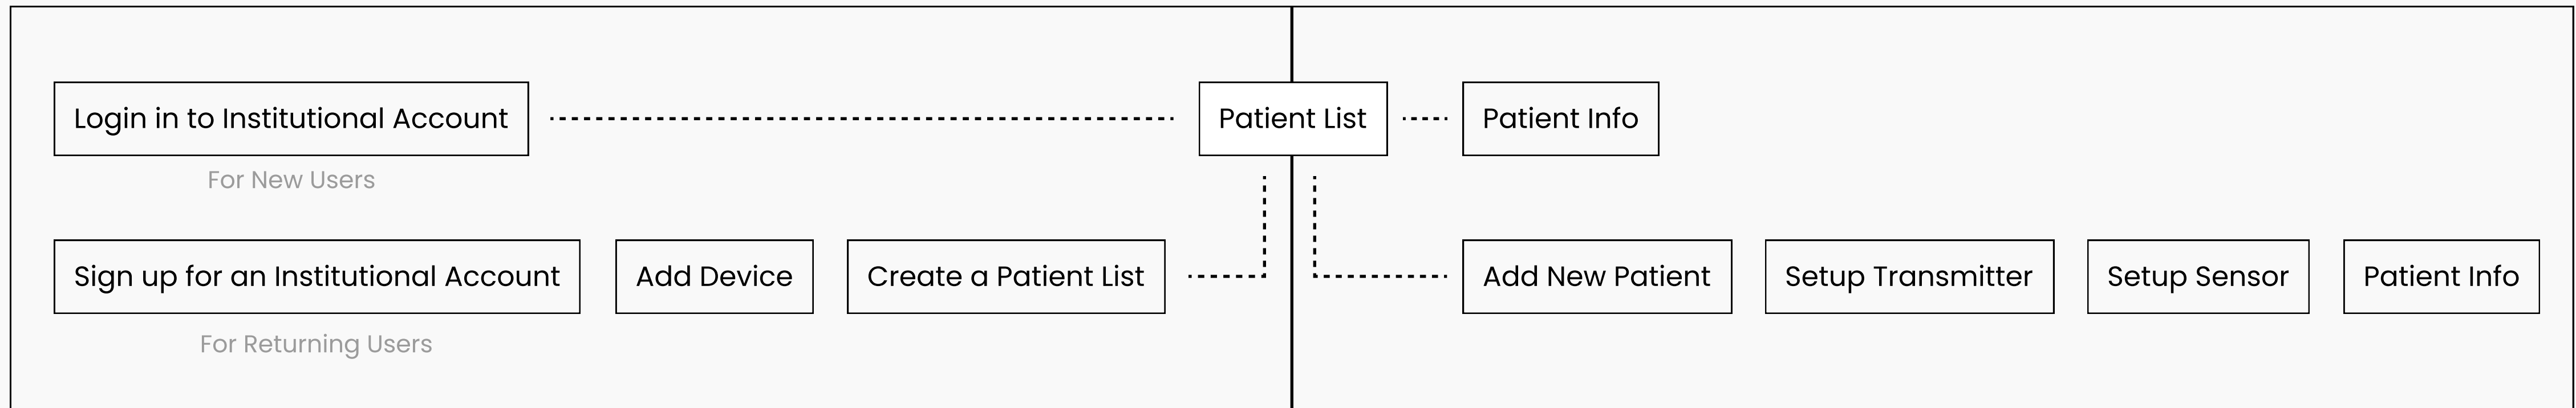 Login in to Institutional Account
Patient List
Patient Info
For New Users
Sign up for an Institutional Account
Add Device
Create a Patient List
Add New Patient
Setup Transmitter
Setup Sensor
Patient Info
For Returning Users